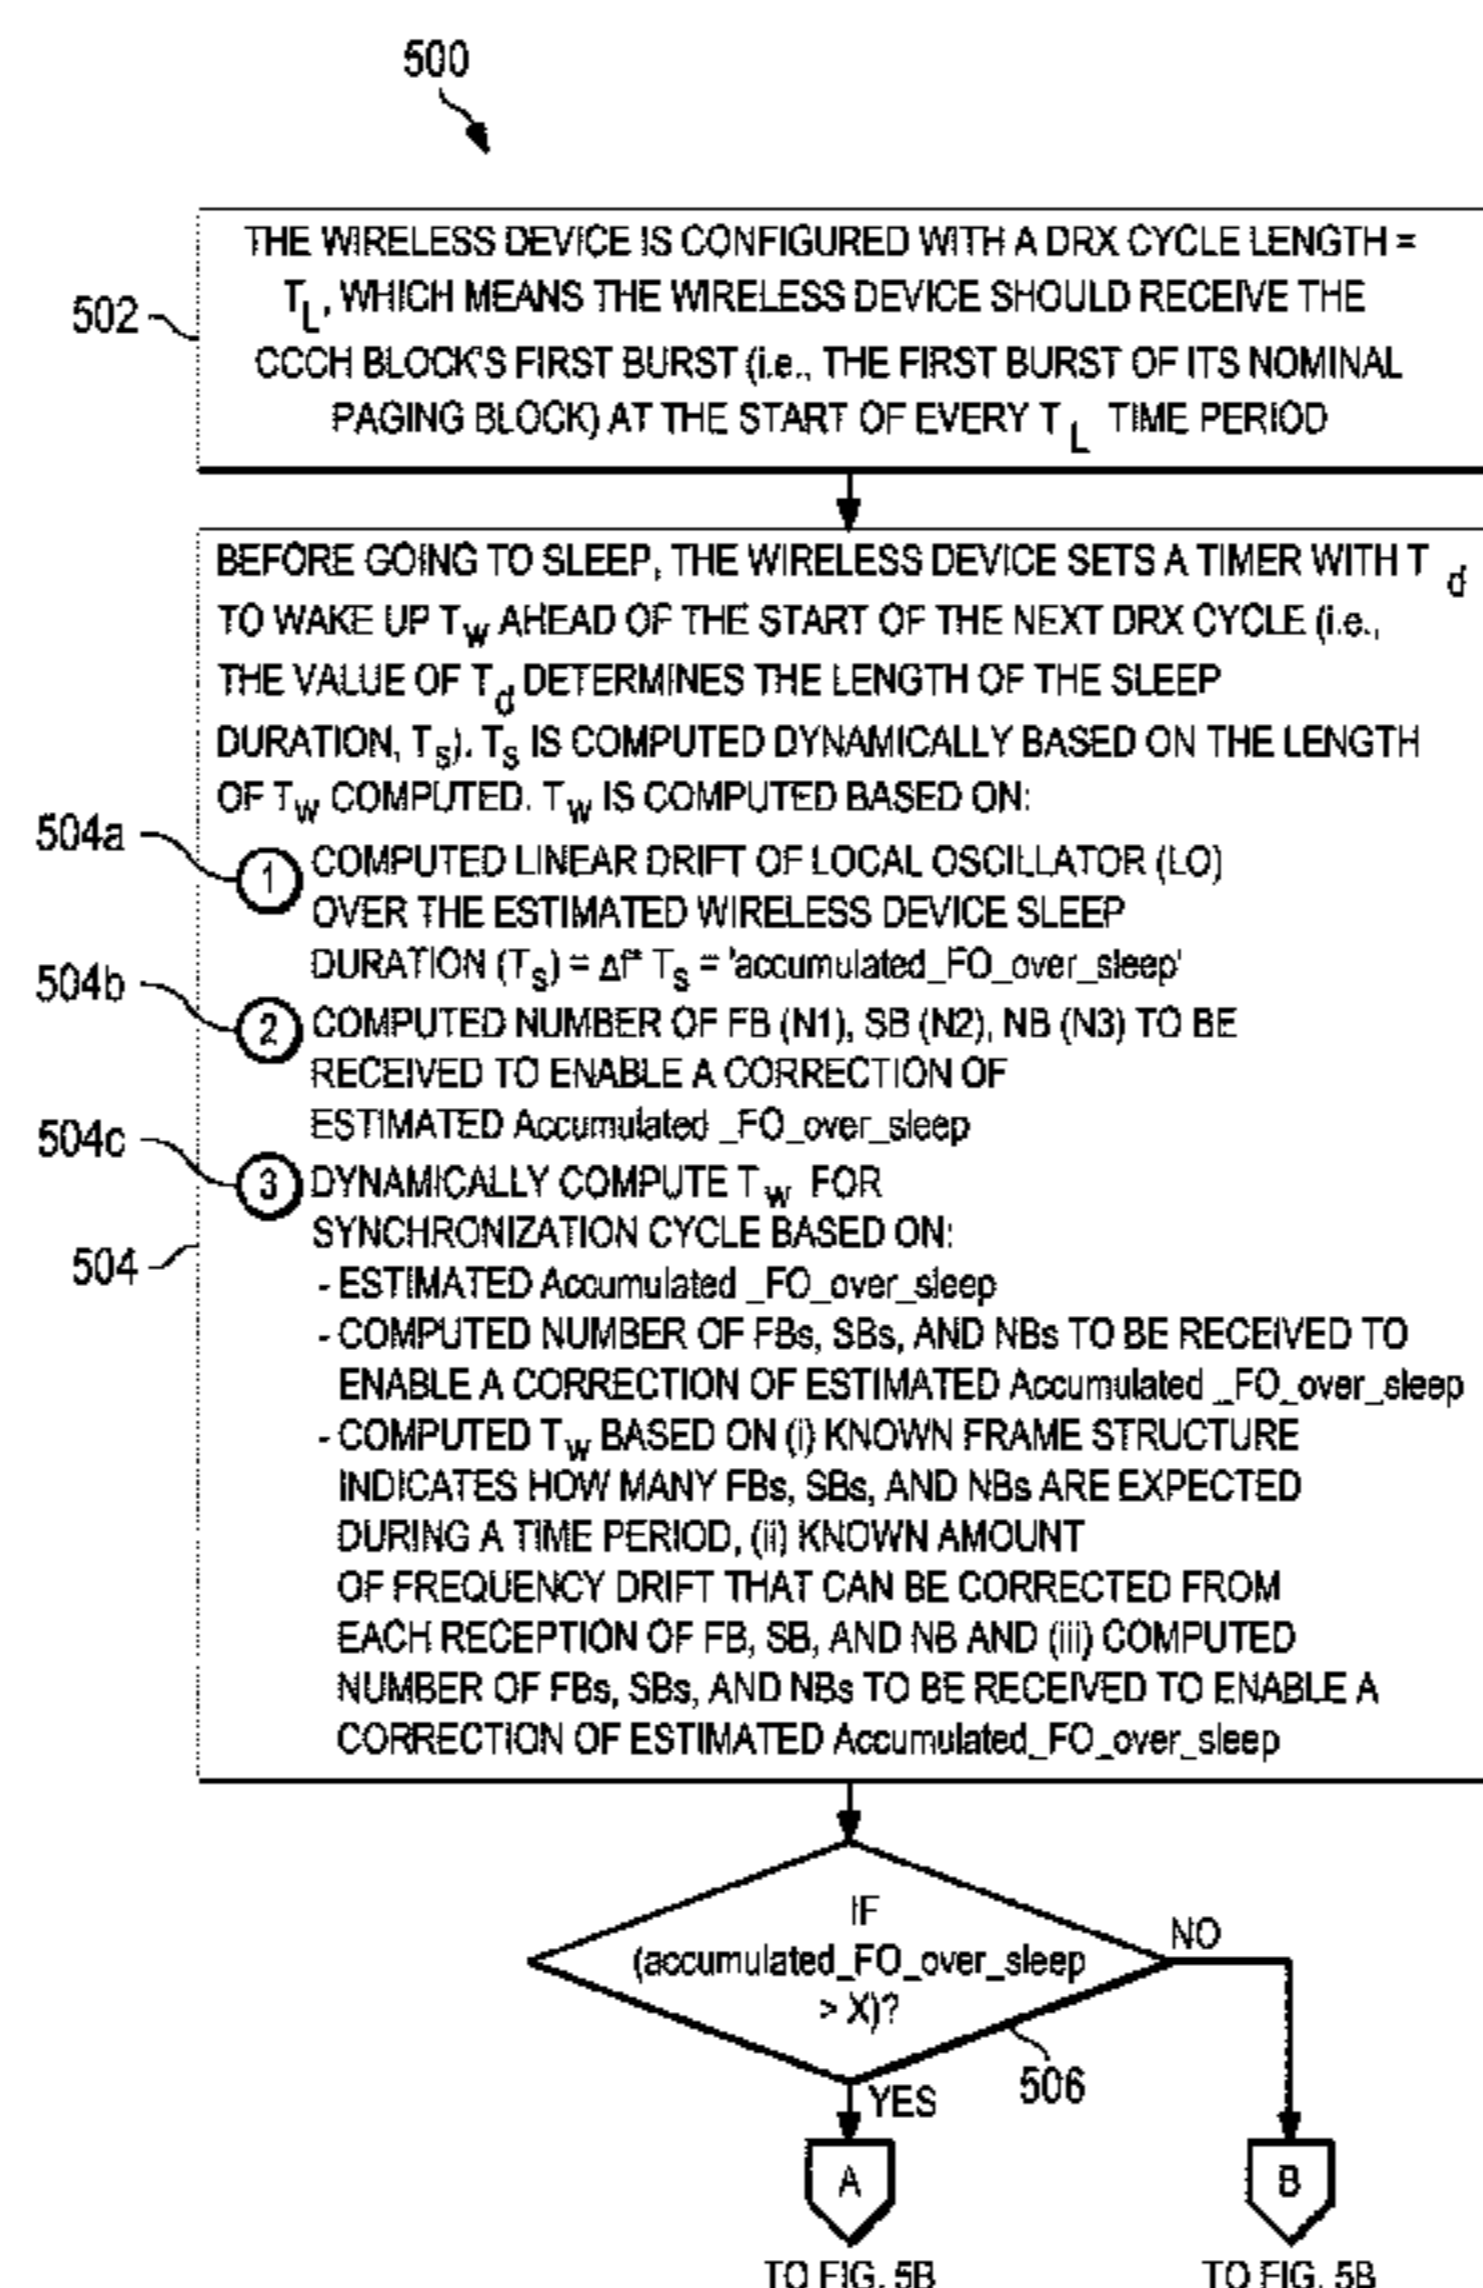 500
502
THE WIRELESS DEVICE IS CONFIGURED WITH A DRX CYCLE LENGTH =
TL, WHICH MEANS THE WIRELESS DEVICE SHOULD RECEIVE THE
CCCH BLOCK'S FIRST BURST (i.e., THE FIRST BURST OF ITS NOMINAL
PAGING BLOCK) AT THE START OF EVERY TL TIME PERIOD
BEFORE GOING TO SLEEP, THE WIRELESS DEVICE SETS A TIMER WITH Td
TO WAKE UP Tw AHEAD OF THE START OF THE NEXT DRX CYCLE (i.e.,
THE VALUE OF Td DETERMINES THE LENGTH OF THE SLEEP
DURATION, Ts). Ts IS COMPUTED DYNAMICALLY BASED ON THE LENGTH
OF Tw COMPUTED. Tw IS COMPUTED BASED ON:
504a
1 COMPUTED LINEAR DRIFT OF LOCAL OSCILLATOR (LO)
OVER THE ESTIMATED WIRELESS DEVICE SLEEP
DURATION (Ts) = Δf* Ts = 'accumulated_FO_over_sleep'
504b
2 COMPUTED NUMBER OF FB (N1), SB (N2), NB (N3) TO BE
RECEIVED TO ENABLE A CORRECTION OF
ESTIMATED Accumulated _FO_over_sleep
504c
3 DYNAMICALLY COMPUTE Tw FOR
SYNCHRONIZATION CYCLE BASED ON:
504
- ESTIMATED Accumulated _FO_over_sleep
- COMPUTED NUMBER OF FBs, SBs, AND NBs TO BE RECEIVED TO
ENABLE A CORRECTION OF ESTIMATED Accumulated _FO_over_sleep
- COMPUTED Tw BASED ON (i) KNOWN FRAME STRUCTURE
INDICATES HOW MANY FBs, SBs, AND NBs ARE EXPECTED
DURING A TIME PERIOD, (ii) KNOWN AMOUNT
OF FREQUENCY DRIFT THAT CAN BE CORRECTED FROM
EACH RECEPTION OF FB, SB, AND NB AND (iii) COMPUTED
NUMBER OF FBs, SBs, AND NBs TO BE RECEIVED TO ENABLE A
CORRECTION OF ESTIMATED Accumulated_FO_over_sleep
IF
(accumulated_FO_over_sleep
> X)?
NO
506
YES
A
B
TO FIG. 5B
TO FIG. 5B